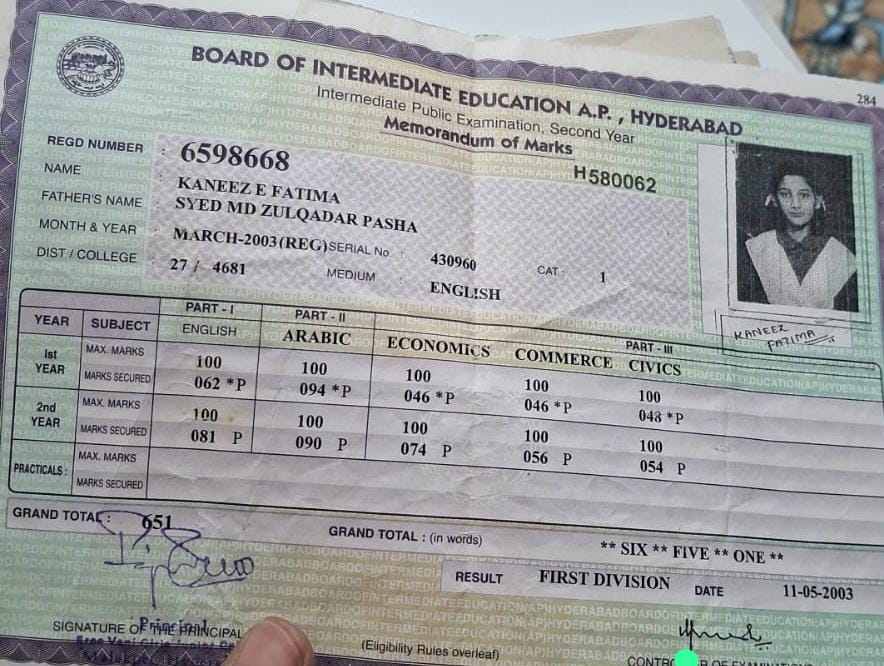 284
BOARD OF INTERMEDIATE EDUCATION A.P., HYDERABAD
Intermediate Public Examination, Second Year
Memorandum of Marks
H580062
REGD NUMBER : 6598668
NAME : KANEEZ E FATIMA
FATHER'S NAME : SYED MD ZULQADAR PASHA
MONTH & YEAR : MARCH-2003(REG) SERIAL No. : 430960 CAT : 1
DIST / COLLEGE : 27 / 4681 MEDIUM ENGLISH
KANEEZ
FATIMA
YEAR SUBJECT PART - I PART - II PART - III
ENGLISH ARABIC ECONOMICS COMMERCE CIVICS
Ist YEAR MAX. MARKS 100 100 100 100 100
MARKS SECURED 062 *P 094 *P 046 *P 046 *P 048 *P
2nd YEAR MAX. MARKS 100 100 100 100 100
MARKS SECURED 081 P 090 P 074 P 056 P 054 P
PRACTICALS : MAX. MARKS
MARKS SECURED
GRAND TOTAL : 651 GRAND TOTAL : (in words) ** SIX ** FIVE ** ONE **
RESULT FIRST DIVISION DATE 11-05-2003
SIGNATURE OF THE PRINCIPAL
Principal
(Eligibility Rules overleaf)